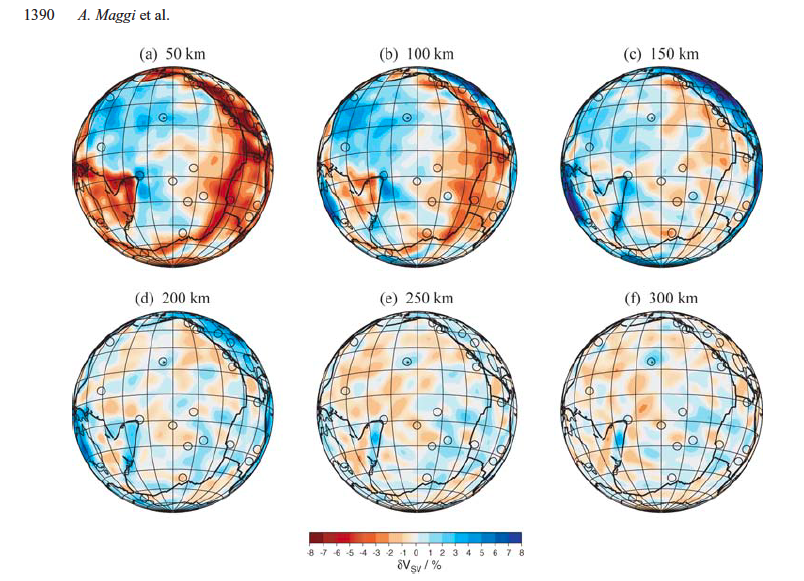 1390 A. Maggi et al.
(a) 50 km
(b) 100 km
(c) 150 km
(d) 200 km
(e) 250 km
(f) 300 km
-8 -7 -6 -5 -4 -3 -2 -1 0 1 2 3 4 5 6 7 8
δVSV / %